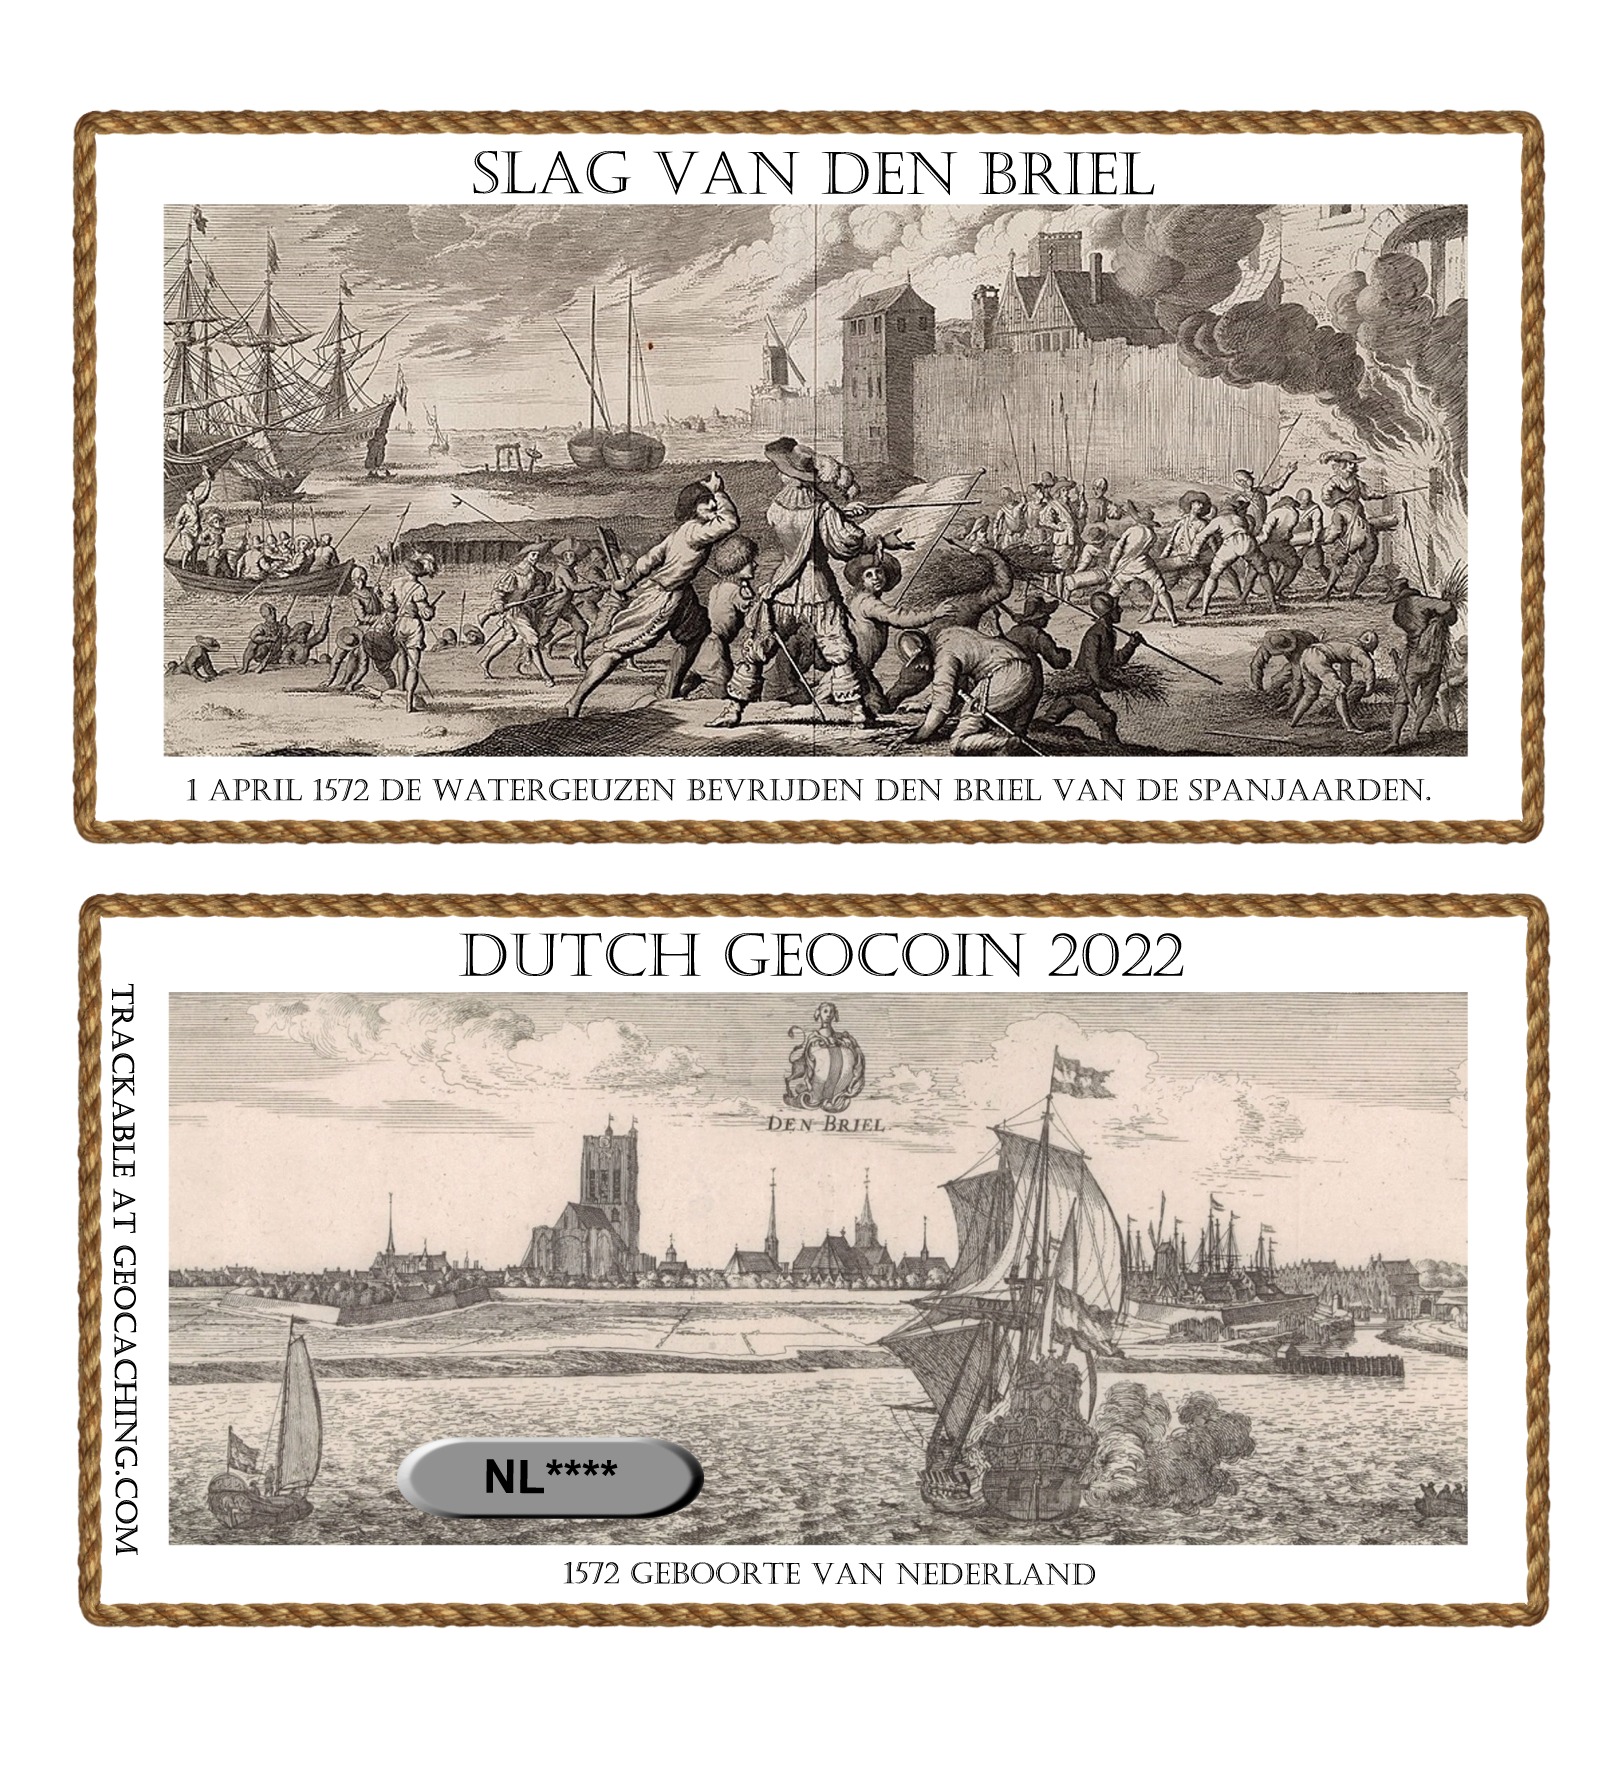 SLAG VAN DEN BRIEL
1 APRIL 1572 DE WATERGEUZEN BEVRIJDEN DEN BRIEL VAN DE SPANJAARDEN.
DUTCH GEOCOIN 2022
TRACKABLE AT GEOCACHING.COM
DEN BRIEL.
NL****
1572 GEBOORTE VAN NEDERLAND